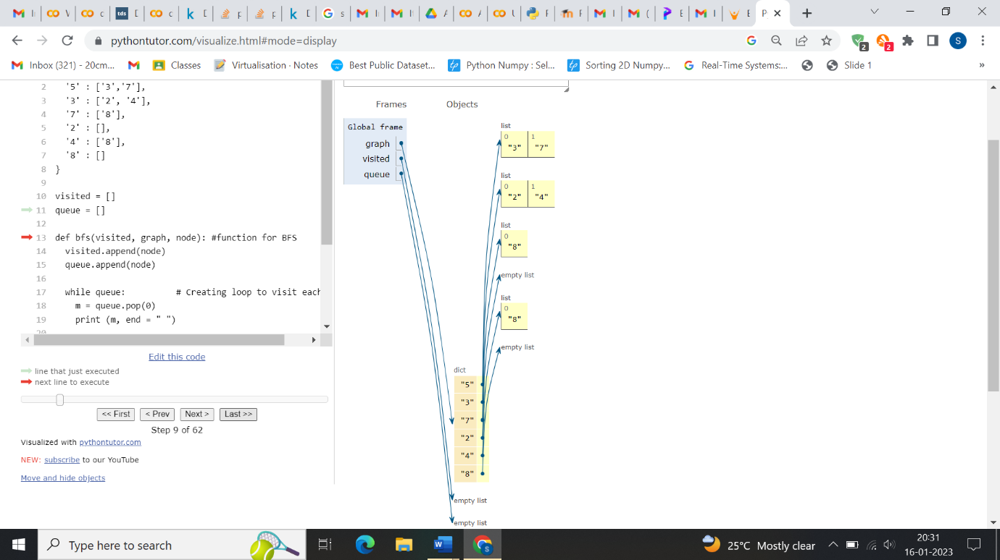 pythontutor.com/visualize.html#mode=display
2
2
S
Inbox (321) - 20cm...
Classes
Virtualisation · Notes
Best Public Dataset...
Python Numpy : Sel...
Sorting 2D Numpy...
Real-Time Systems:...
Slide 1
»
2 '5' : ['3','7'],
3 '3' : ['2', '4'],
4 '7' : ['8'],
5 '2' : [],
6 '4' : ['8'],
7 '8' : []
8 }
9
10 visited = []
11 queue = []
12
13 def bfs(visited, graph, node): #function for BFS
14 visited.append(node)
15 queue.append(node)
16
17 while queue: # Creating loop to visit each
18 m = queue.pop(0)
19 print (m, end = " ")
20
Edit this code
line that just executed
next line to execute
<< First
< Prev
Next >
Last >>
Step 9 of 62
Visualized with pythontutor.com
NEW: subscribe to our YouTube
Move and hide objects
Frames
Objects
Global frame
graph
visited
queue
list
0 1
"3" "7"
list
0 1
"2" "4"
list
0
"8"
empty list
list
0
"8"
empty list
dict
"5"
"3"
"7"
"2"
"4"
"8"
empty list
empty list
Type here to search
25°C Mostly clear
20:31
16-01-2023